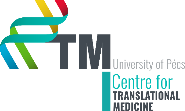 TM
University of Pécs
Centre for
TRANSLATIONAL
MEDICINE